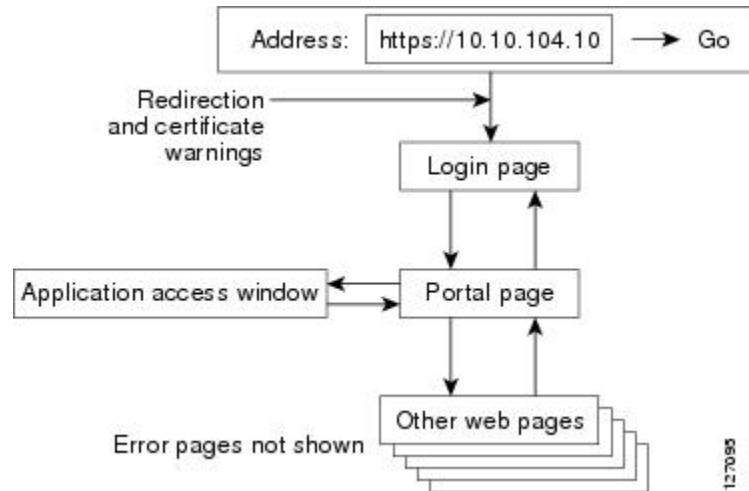 Address: https://10.10.104.10 Go
Redirection
and certificate
warnings
Login page
Application access window
Portal page
Other web pages
Error pages not shown
127095